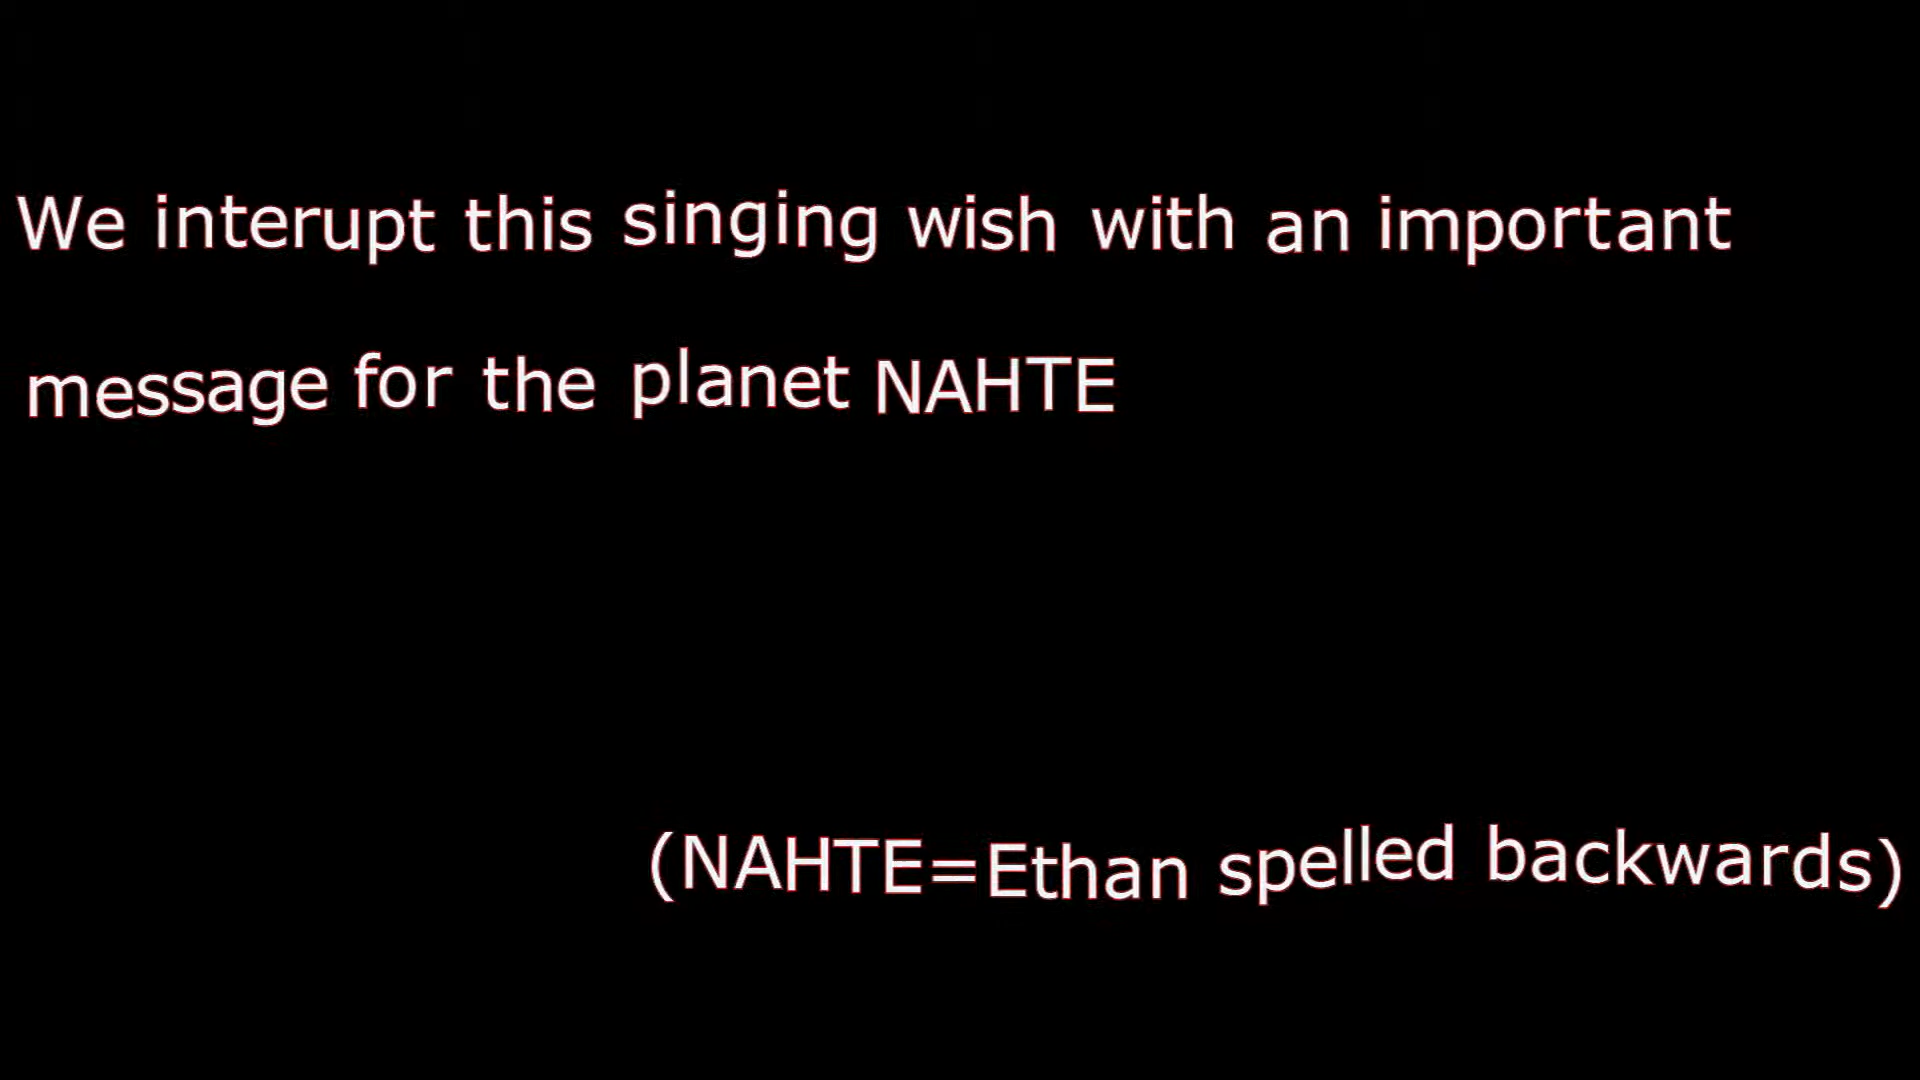 We interupt this singing wish with an important
message for the planet NAHTE
(NAHTE=Ethan spelled backwards)